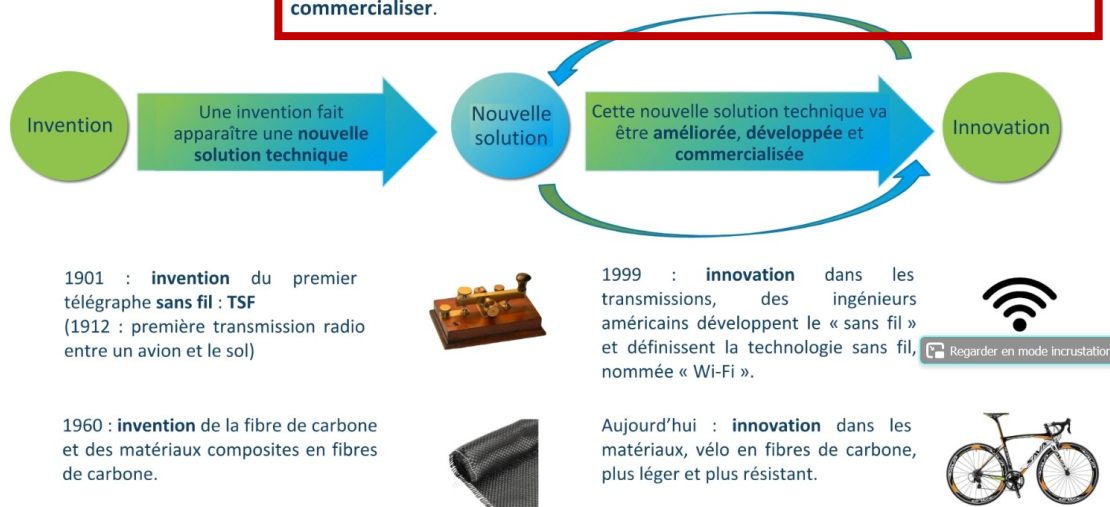 commercialiser.
Invention
Une invention fait
apparaître une nouvelle
solution technique
Nouvelle
solution
Cette nouvelle solution technique va
être améliorée, développée et
commercialisée
Innovation
1901 : invention du premier
télégraphe sans fil : TSF
(1912 : première transmission radio
entre un avion et le sol)
1999 : innovation dans les
transmissions, des ingénieurs
américains développent le « sans fil »
et définissent la technologie sans fil,
nommée « Wi-Fi ».
Regarder en mode incrustation
1960 : invention de la fibre de carbone
et des matériaux composites en fibres
de carbone.
Aujourd’hui : innovation dans les
matériaux, vélo en fibres de carbone,
plus léger et plus résistant.